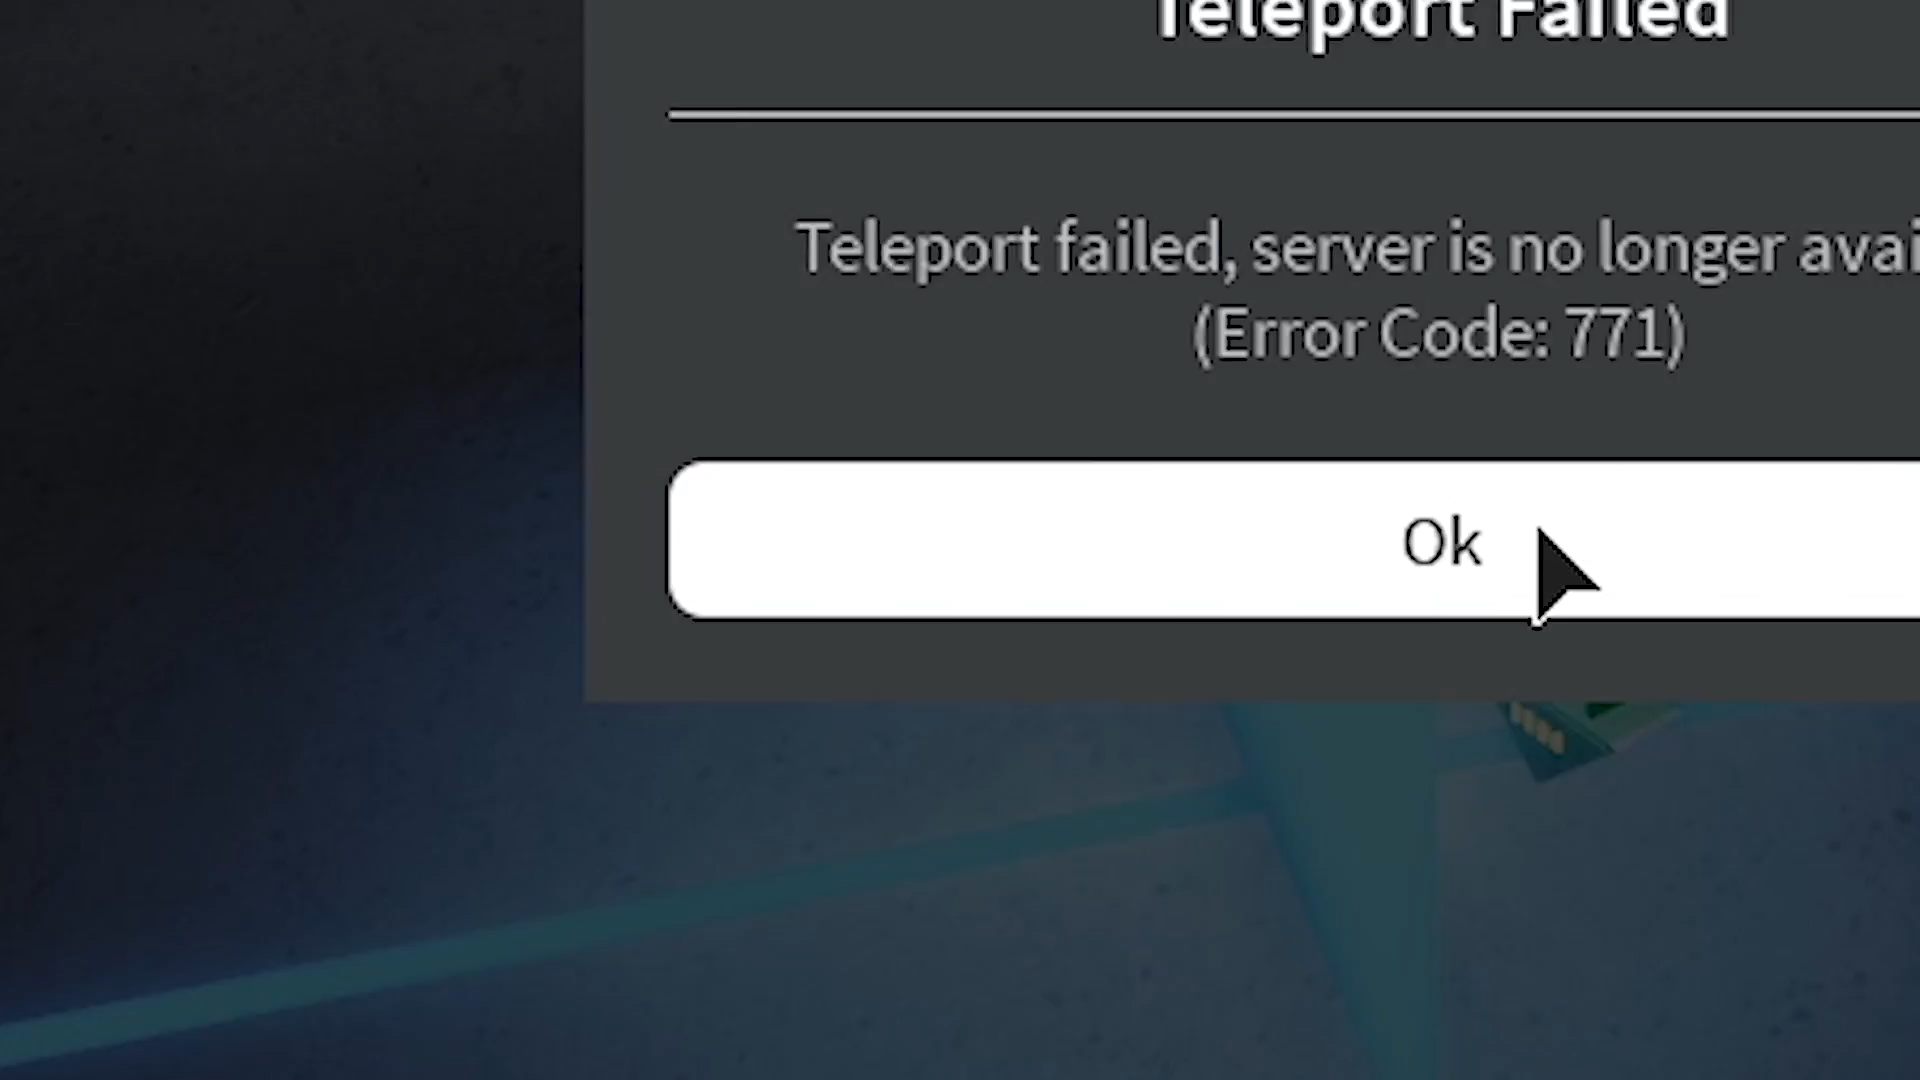 Teleport Failed
Teleport failed, server is no longer avai
(Error Code: 771)
Ok